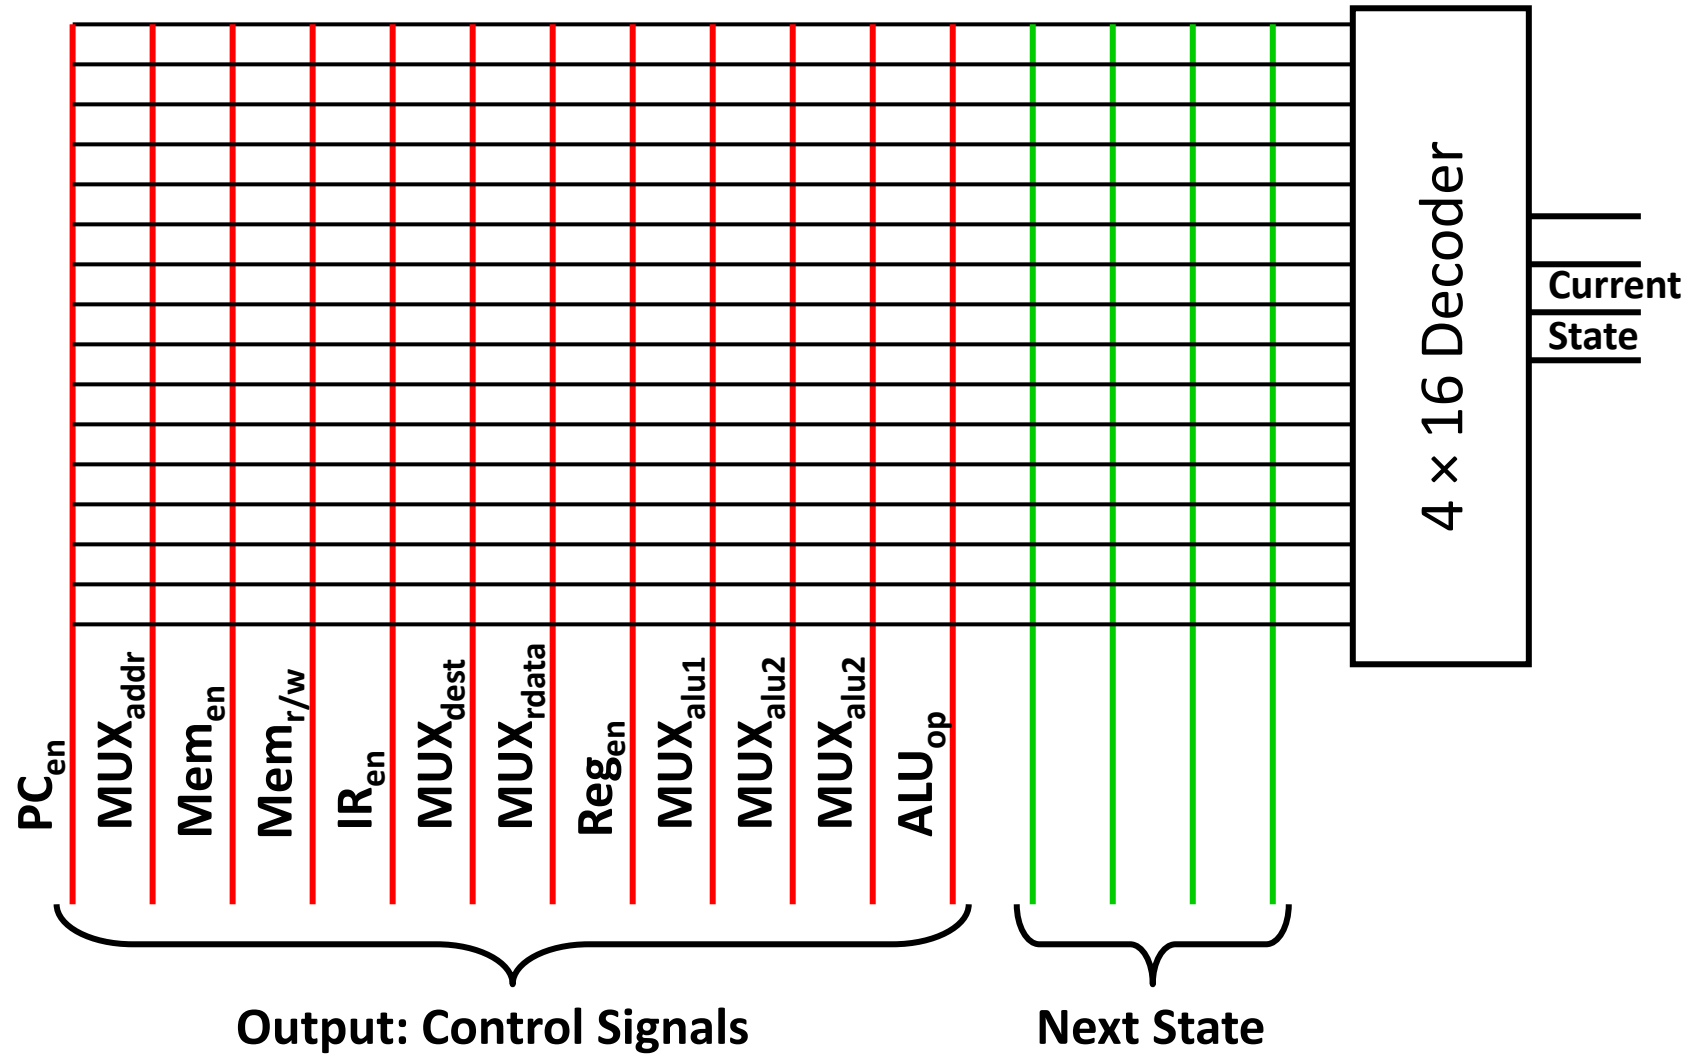 4 × 16 Decoder
Current
State
PCen
MUXaddr
Memen
Memr/w
IRen
MUXdest
MUXrdata
Regen
MUXalu1
MUXalu2
MUXalu2
ALUop
Output: Control Signals
Next State